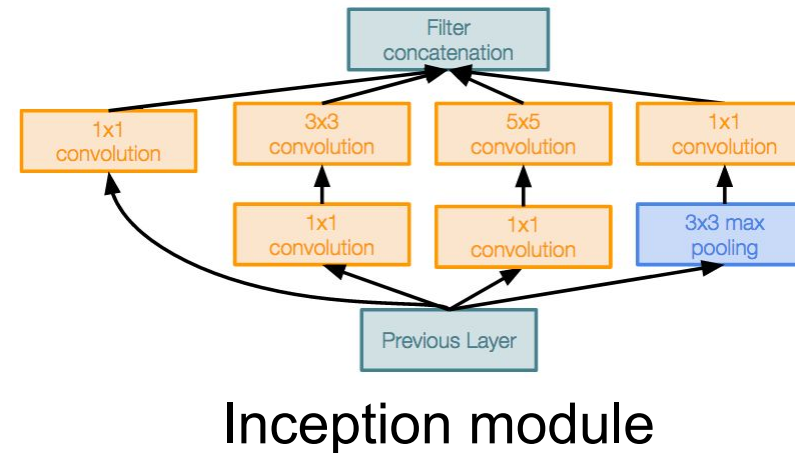 Filter
concatenation
1x1
convolution
3x3
convolution
5x5
convolution
1x1
convolution
1x1
convolution
1x1
convolution
3x3 max
pooling
Previous Layer
Inception module